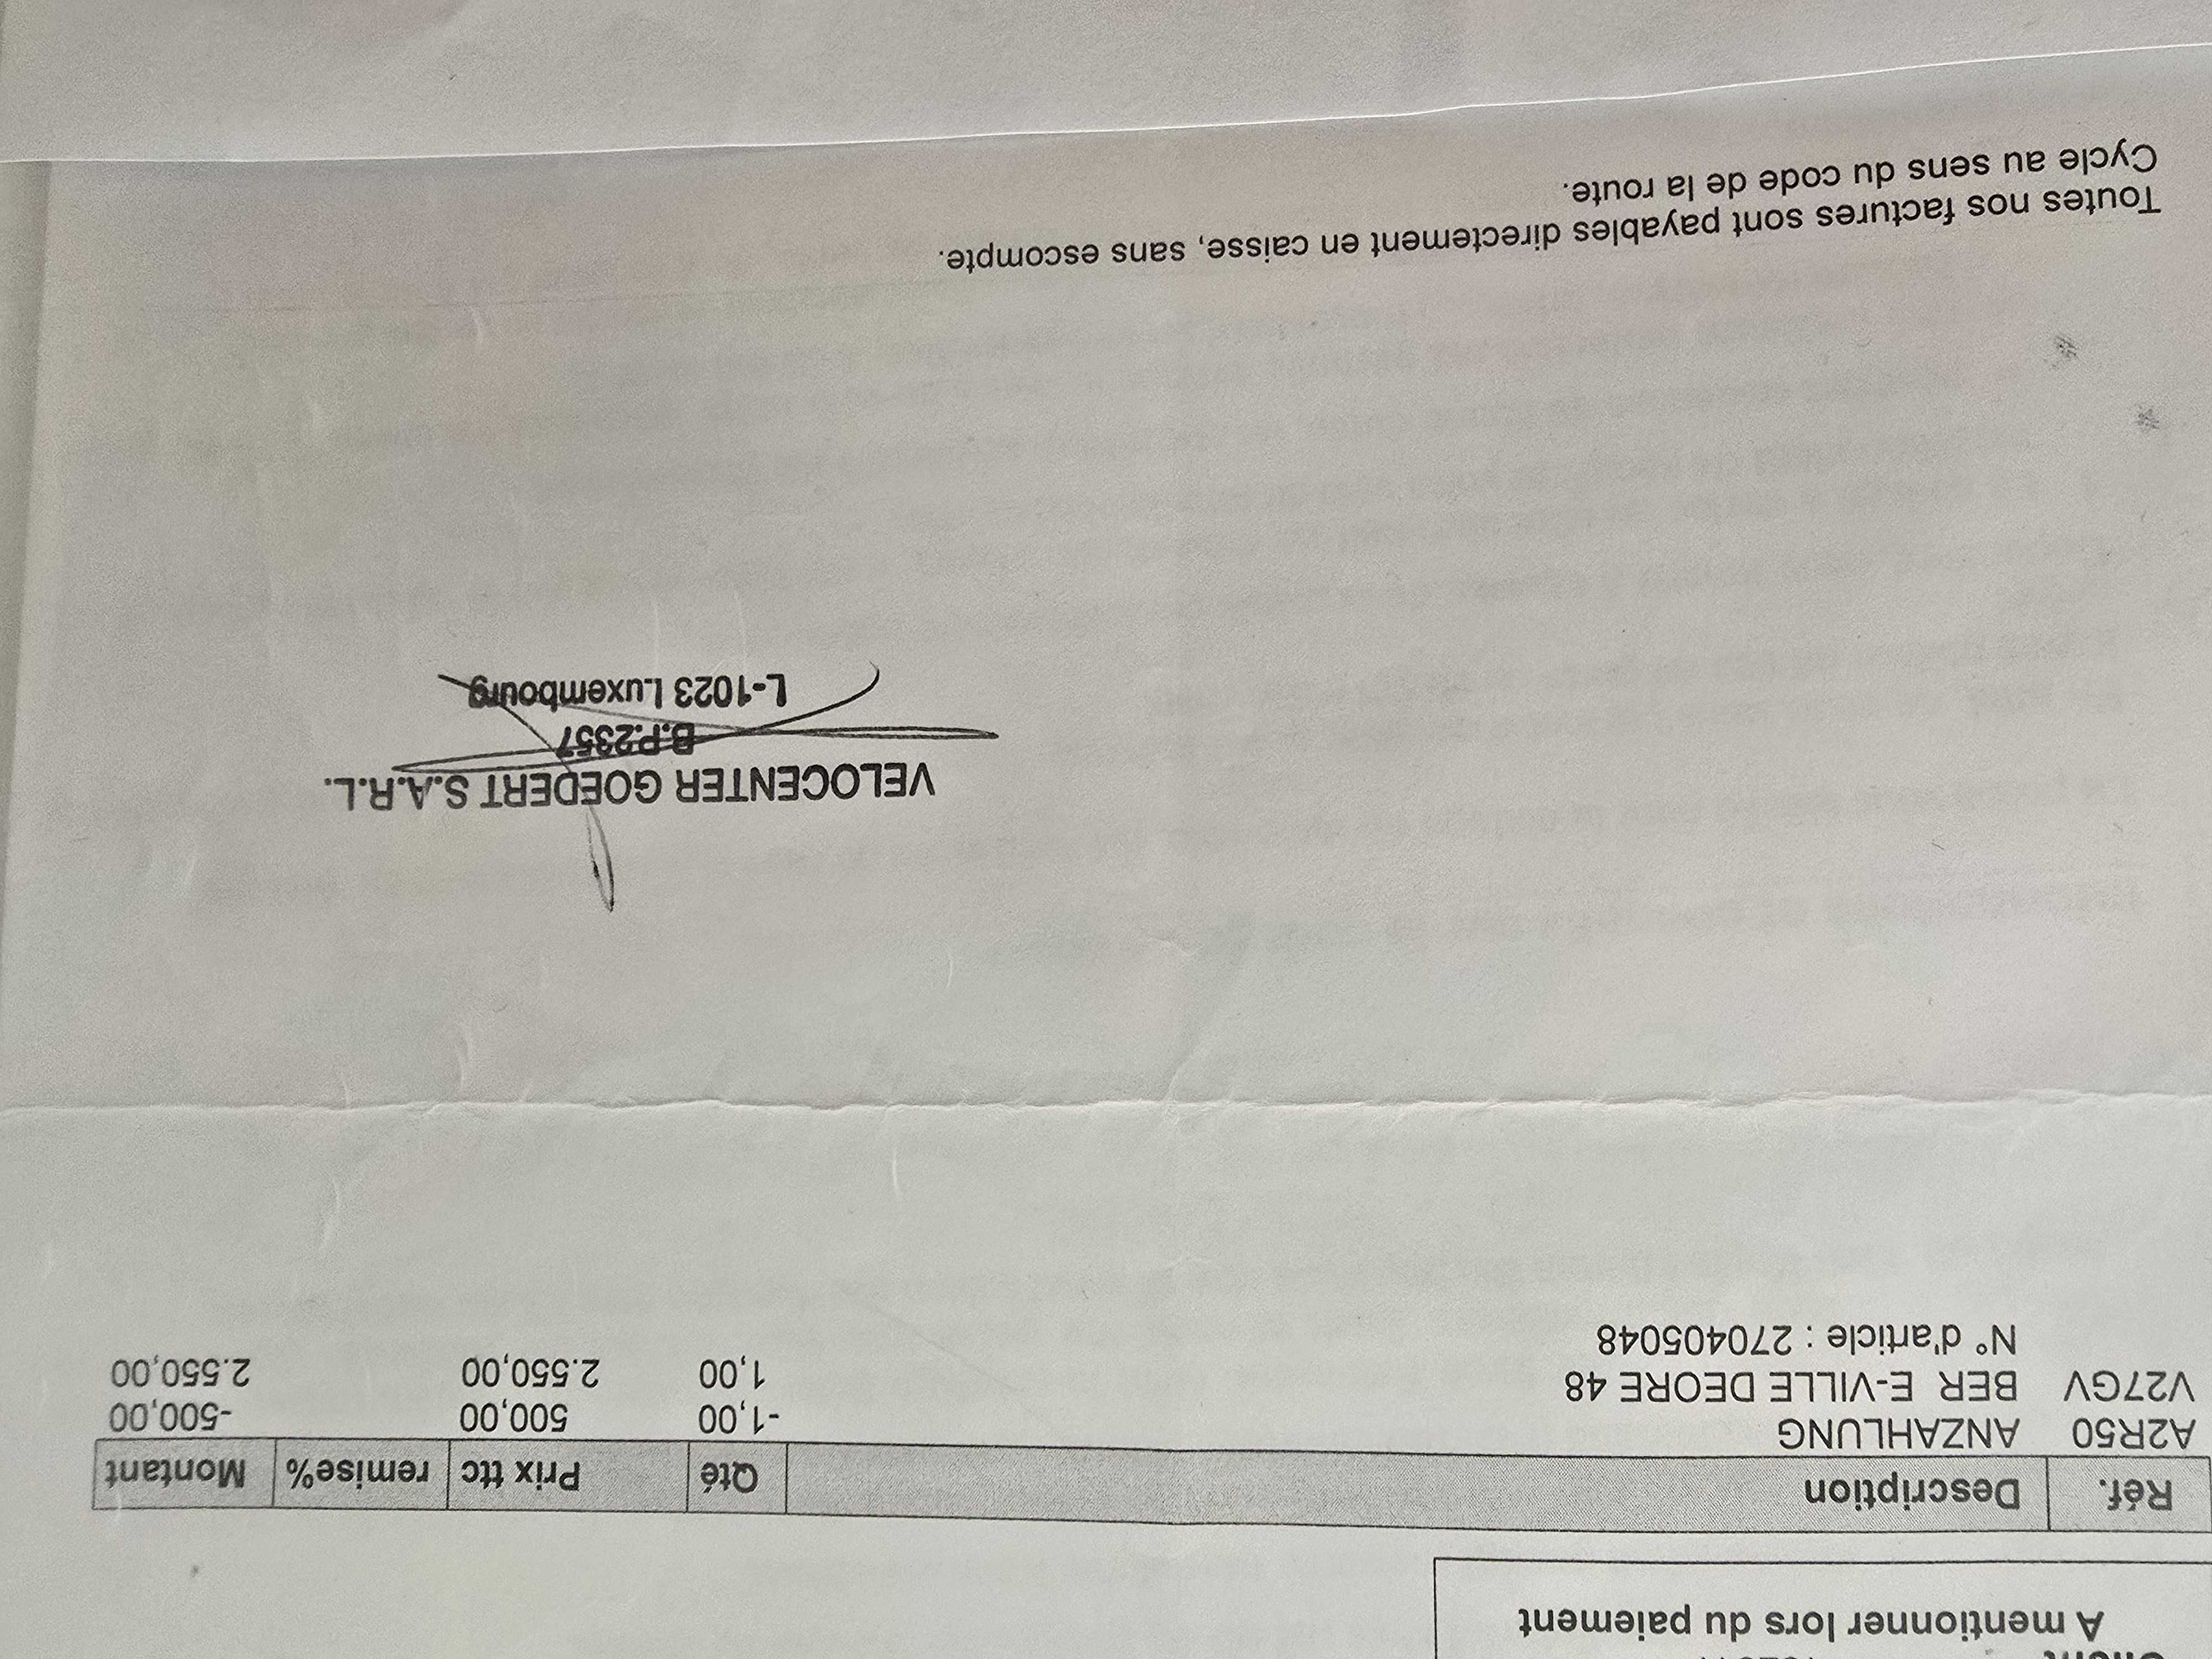 A mentionner lors du paiement
Réf. Description Qté Prix ttc remise% Montant
A2R50 ANZAHLUNG -1,00 500,00 -500,00
V27GV BER E-VILLE DEORE 48 1,00 2.550,00 2.550,00
N° d'article : 270405048
VELOCENTER GOEDERT S.A.R.L.
B.P.2357
L-1023 Luxembourg
Toutes nos factures sont payables directement en caisse, sans escompte.
Cycle au sens du code de la route.